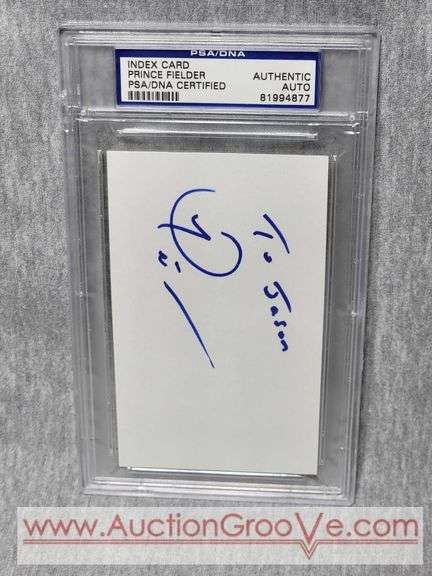 PSA/DNA
INDEX CARD
PRINCE FIELDER
PSA/DNA CERTIFIED
AUTHENTIC
AUTO
81994877
To Jason
www.AuctionGrooVe.com